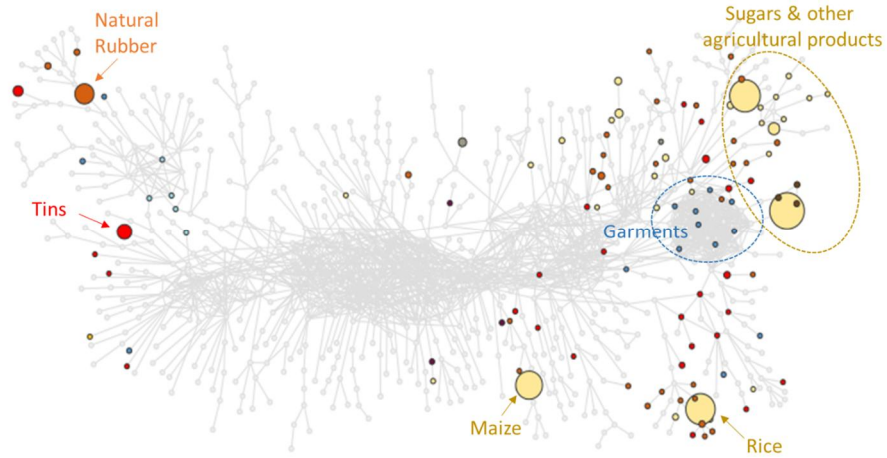 Natural
Rubber
Sugars & other
agricultural products
Tins
Garments
Maize
Rice